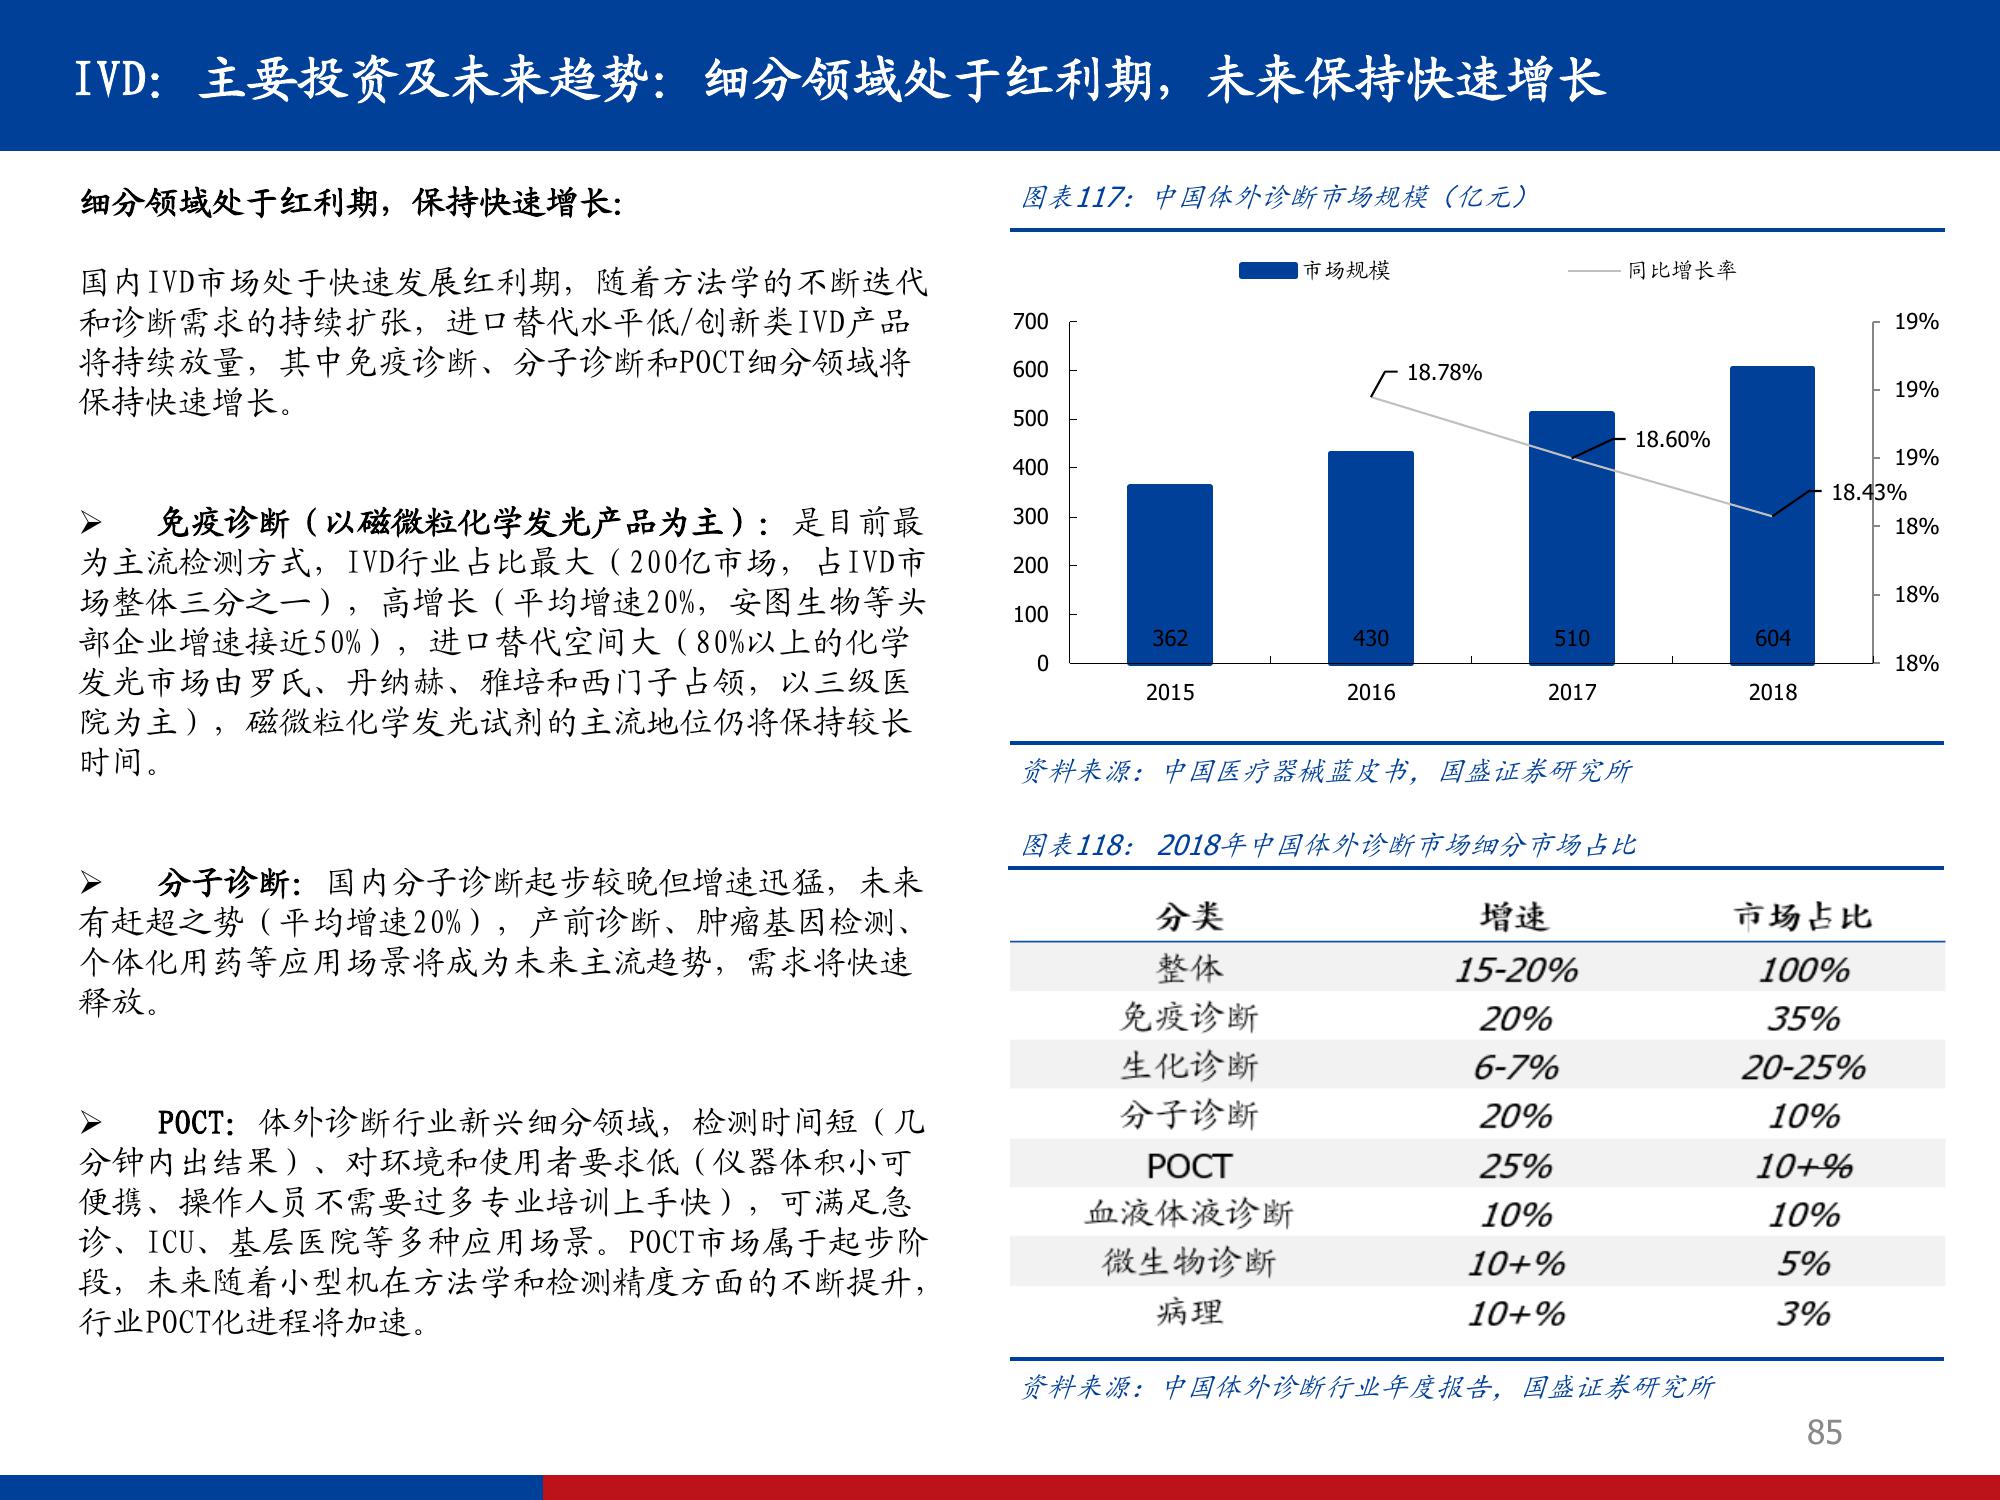 IVD：主要投资及未来趋势：细分领域处于红利期，未来保持快速增长
细分领域处于红利期，保持快速增长：
国内IVD市场处于快速发展红利期，随着方法学的不断迭代
和诊断需求的持续扩张，进口替代水平低/创新类IVD产品
将持续放量，其中免疫诊断、分子诊断和POCT细分领域将
保持快速增长。
➢ 免疫诊断（以磁微粒化学发光产品为主）：是目前最
为主流检测方式，IVD行业占比最大（200亿市场，占IVD市
场整体三分之一），高增长（平均增速20%，安图生物等头
部企业增速接近50%），进口替代空间大（80%以上的化学
发光市场由罗氏、丹纳赫、雅培和西门子占领，以三级医
院为主），磁微粒化学发光试剂的主流地位仍将保持较长
时间。
➢ 分子诊断：国内分子诊断起步较晚但增速迅猛，未来
有赶超之势（平均增速20%），产前诊断、肿瘤基因检测、
个体化用药等应用场景将成为未来主流趋势，需求将快速
释放。
➢ POCT：体外诊断行业新兴细分领域，检测时间短（几
分钟内出结果）、对环境和使用者要求低（仪器体积小可
便携、操作人员不需要过多专业培训上手快），可满足急
诊、ICU、基层医院等多种应用场景。POCT市场属于起步阶
段，未来随着小型机在方法学和检测精度方面的不断提升，
行业POCT化进程将加速。
图表117：中国体外诊断市场规模（亿元）
市场规模 同比增长率
700 19%
600 18.78%
19%
500 18.60%
400 19%
18.43%
300 18%
200
18%
100
362 430 510 604
0 18%
2015 2016 2017 2018
资料来源：中国医疗器械蓝皮书，国盛证券研究所
图表118： 2018年中国体外诊断市场细分市场占比
分类 增速 市场占比
整体 15-20% 100%
免疫诊断 20% 35%
生化诊断 6-7% 20-25%
分子诊断 20% 10%
POCT 25% 10+%
血液体液诊断 10% 10%
微生物诊断 10+% 5%
病理 10+% 3%
资料来源：中国体外诊断行业年度报告，国盛证券研究所
85